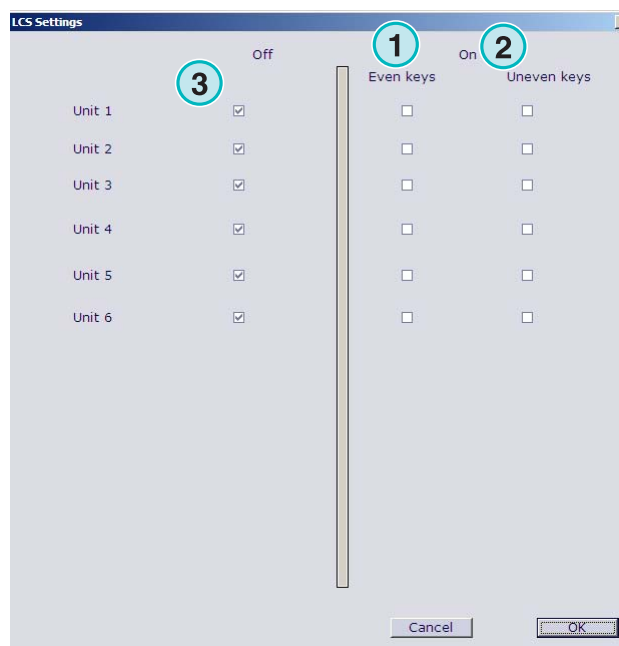 LCS Settings
Off
1
On
2
Even keys
Uneven keys
3
Unit 1
Unit 2
Unit 3
Unit 4
Unit 5
Unit 6
Cancel
OK